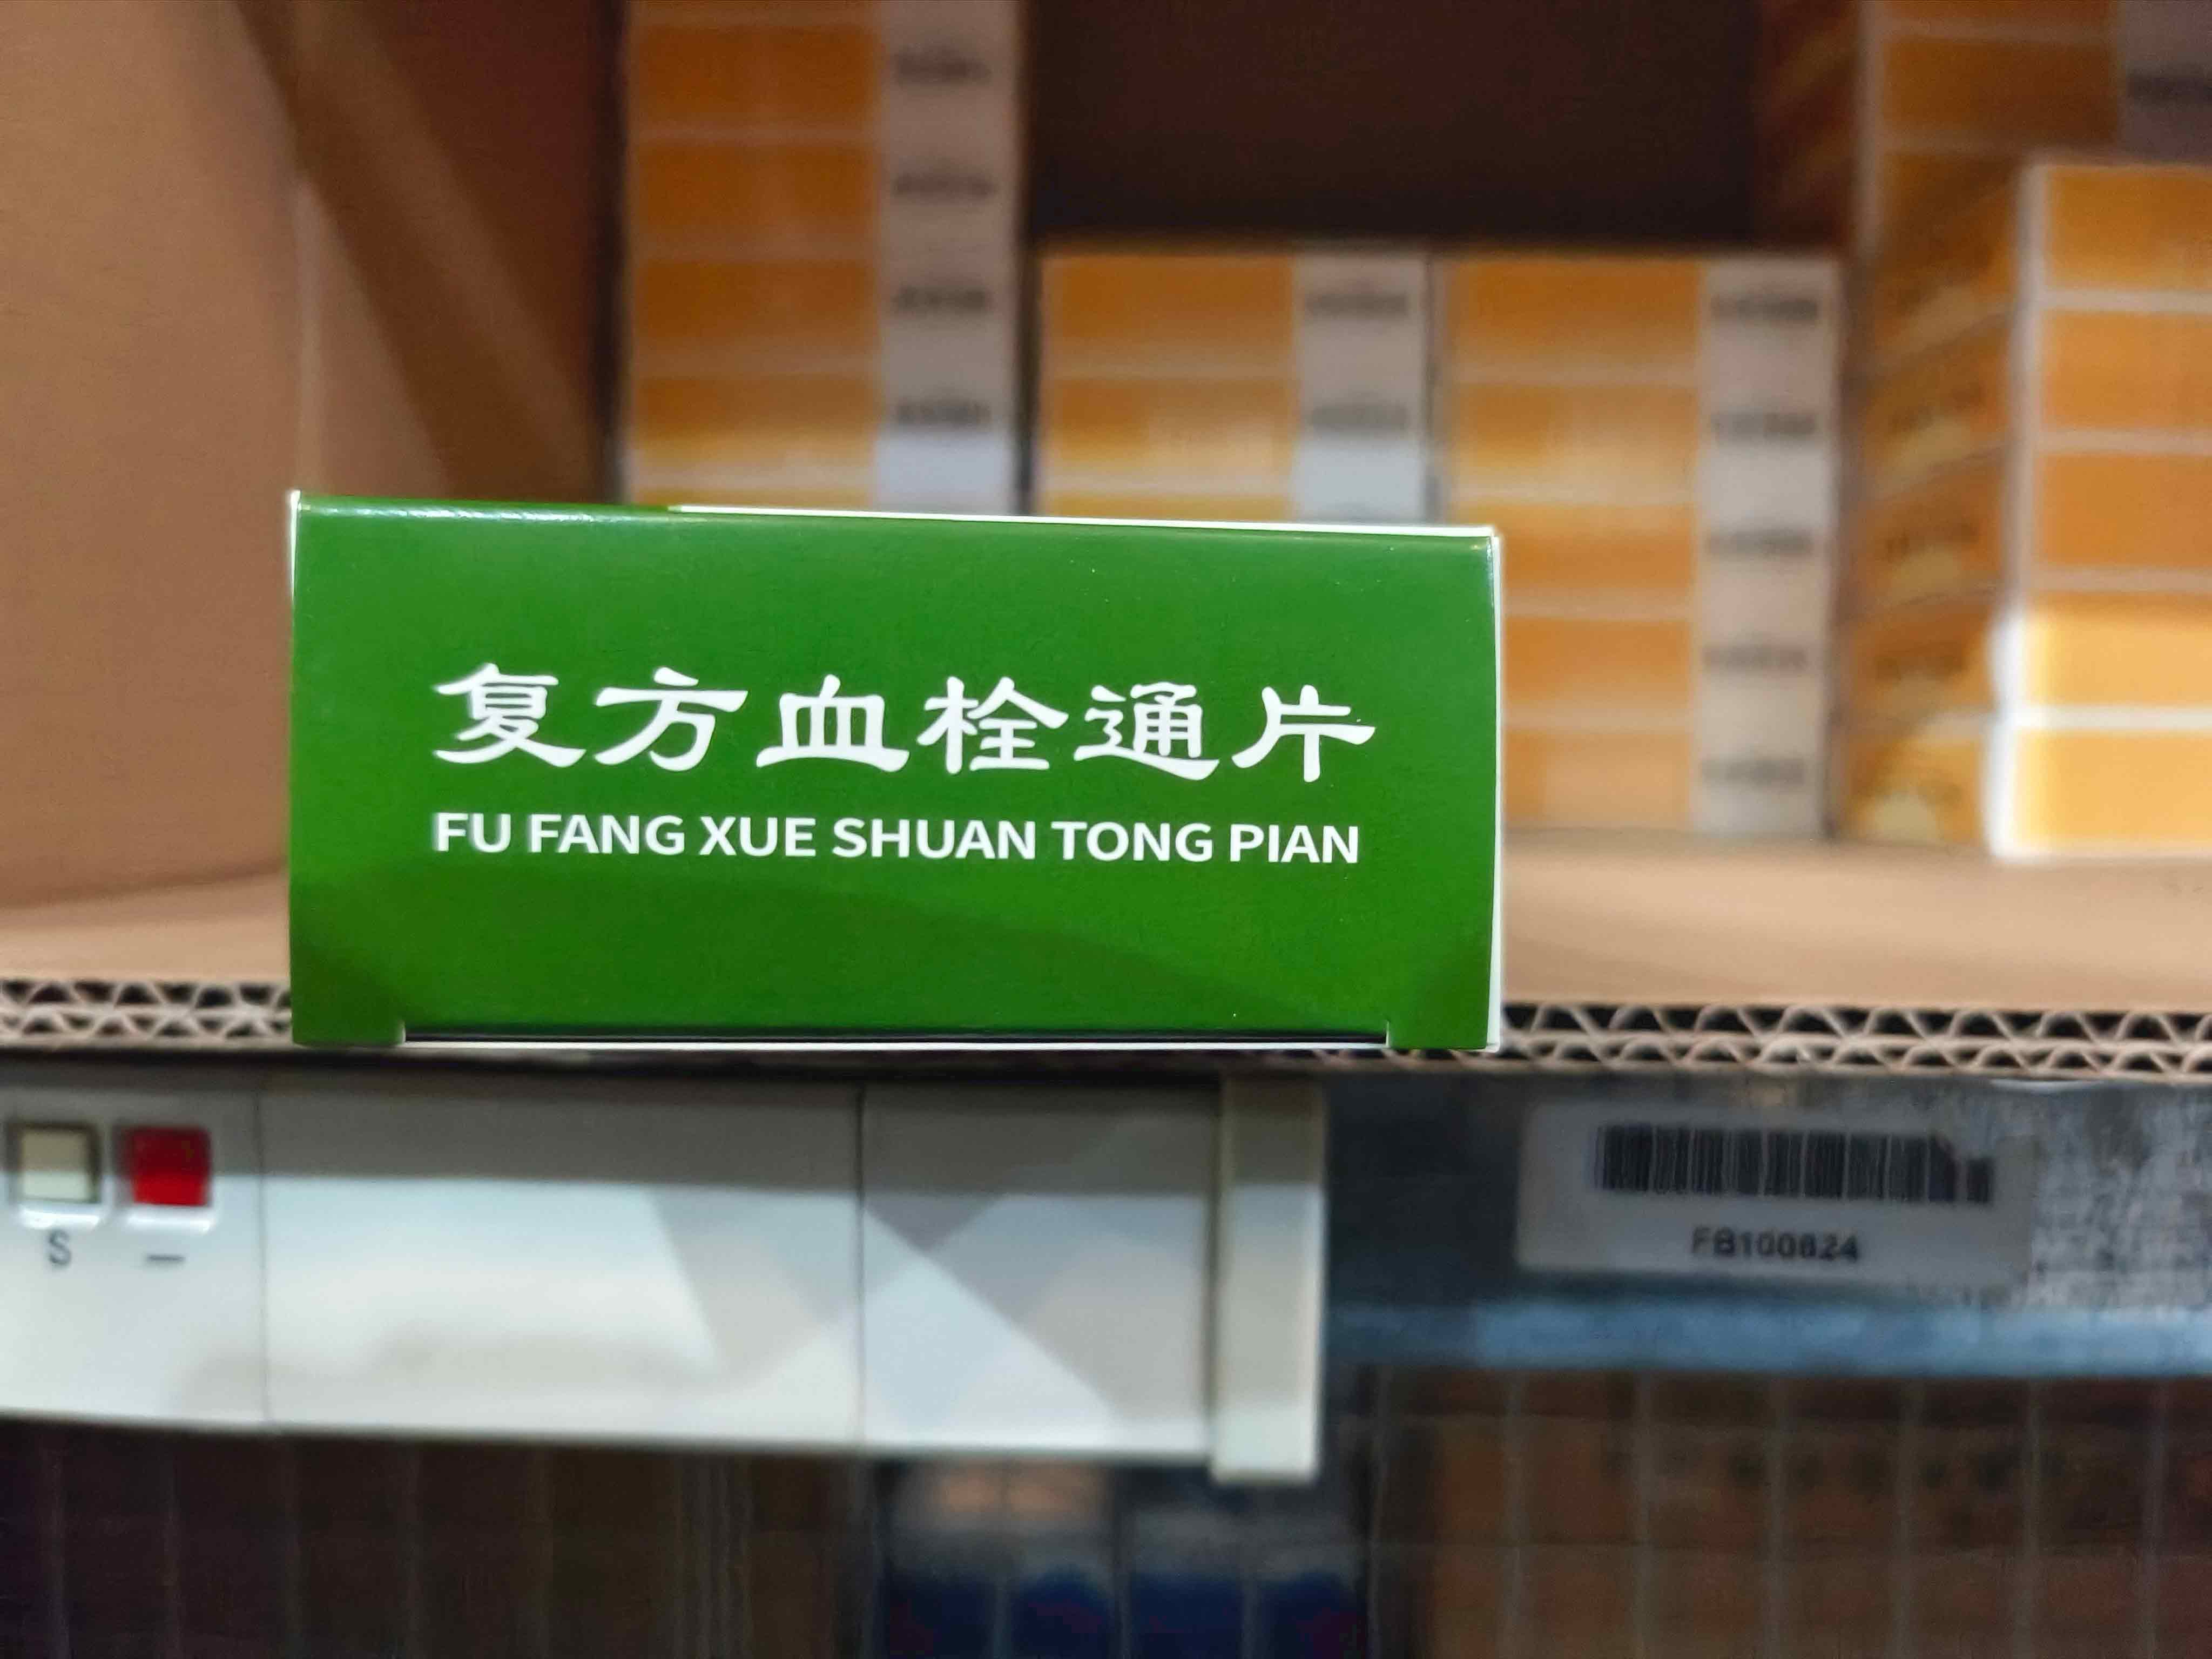 复方血栓通片
FU FANG XUE SHUAN TONG PIAN
S
FB100824